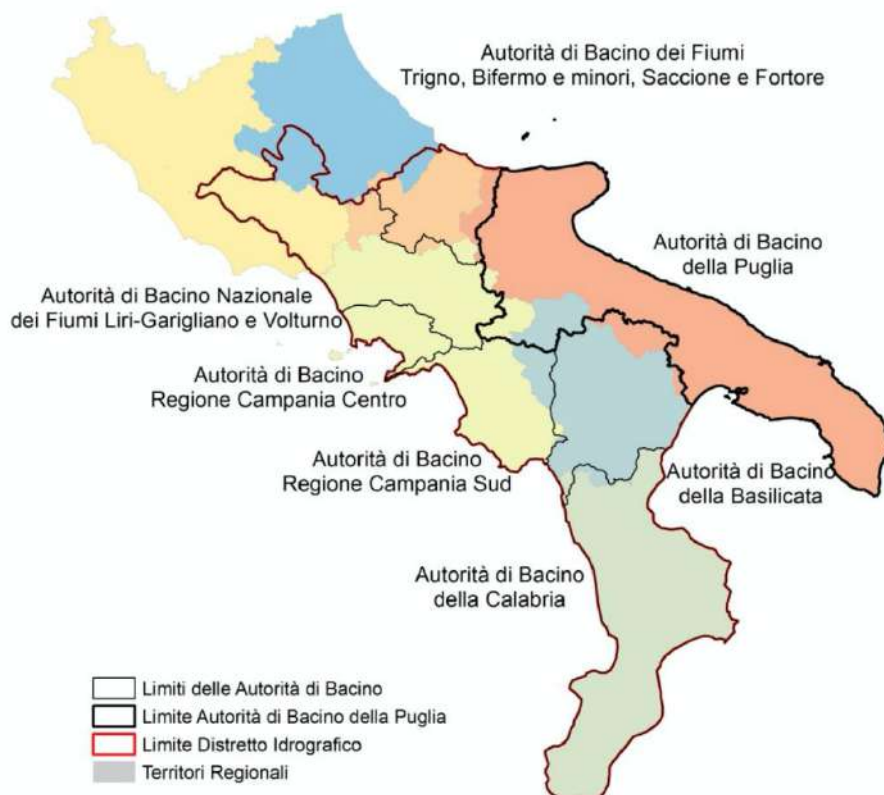 Autorità di Bacino dei Fiumi
Trigno, Bifermo e minori, Saccione e Fortore
Autorità di Bacino
della Puglia
Autorità di Bacino Nazionale
dei Fiumi Liri-Garigliano e Volturno
Autorità di Bacino
Regione Campania Centro
Autorità di Bacino
Regione Campania Sud
Autorità di Bacino
della Basilicata
Autorità di Bacino
della Calabria
Limiti delle Autorità di Bacino
Limite Autorità di Bacino della Puglia
Limite Distretto Idrografico
Territori Regionali